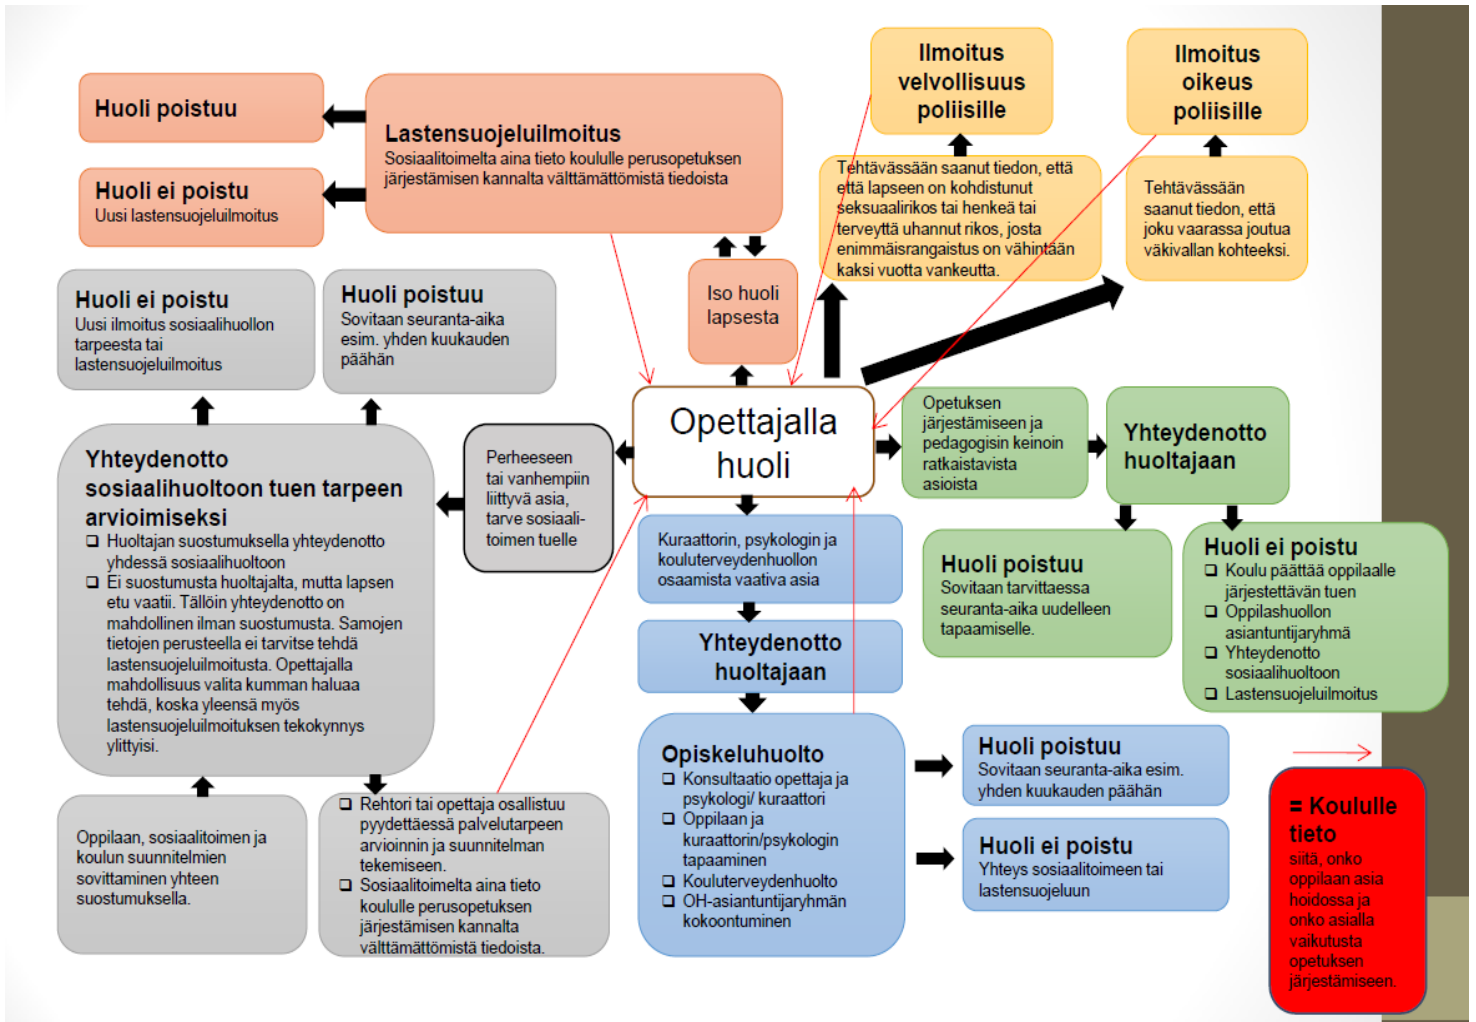 Ilmoitus
velvollisuus
poliisille
Ilmoitus
oikeus
poliisille
Huoli poistuu
Lastensuojeluilmoitus
Sosiaalitoimelta aina tieto koululle perusopetuksen
järjestämisen kannalta välttämättömistä tiedoista
Huoli ei poistu
Uusi lastensuojeluilmoitus
Tehtävässään saanut tiedon, että
että lapseen on kohdistunut
seksuaalirikos tai henkeä tai
terveyttä uhannut rikos, josta
enimmäisrangaistus on vähintään
kaksi vuotta vankeutta.
Tehtävässään
saanut tiedon, että
joku vaarassa joutua
väkivallan kohteeksi.
Huoli ei poistu
Uusi ilmoitus sosiaalihuollon
tarpeesta tai
lastensuojeluilmoitus
Huoli poistuu
Sovitaan seuranta-aika
esim. yhden kuukauden
päähän
Iso huoli
lapsesta
Opettajalla
huoli
Opetuksen
järjestämiseen ja
pedagogisin keinoin
ratkaistavista
asioista
Yhteydenotto
huoltajaan
Perheeseen
tai vanhempiin
liittyvä asia,
tarve sosiaali-
toimen tuelle
Yhteydenotto
sosiaalihuoltoon tuen tarpeen
arvioimiseksi
❑ Huoltajan suostumuksella yhteydenotto
yhdessä sosiaalihuoltoon
❑ Ei suostumusta huoltajalta, mutta lapsen
etu vaatii. Tällöin yhteydenotto on
mahdollinen ilman suostumusta. Samojen
tietojen perusteella ei tarvitse tehdä
lastensuojeluilmoitusta. Opettajalla
mahdollisuus valita kumman haluaa
tehdä, koska yleensä myös
lastensuojeluilmoituksen tekokynnys
ylittyisi.
Kuraattorin, psykologin ja
kouluterveydenhuollon
osaamista vaativa asia
Yhteydenotto
huoltajaan
Huoli poistuu
Sovitaan tarvittaessa
seuranta-aika uudelleen
tapaamiselle.
Huoli ei poistu
❑ Koulu päättää oppilaalle
järjestettävän tuen
❑ Oppilashuollon
asiantuntijaryhmä
❑ Yhteydenotto
sosiaalihuoltoon
❑ Lastensuojeluilmoitus
Oppilaan, sosiaalitoimen ja
koulun suunnitelmien
sovittaminen yhteen
suostumuksella.
❑ Rehtori tai opettaja osallistuu
pyydettäessä palvelutarpeen
arvioinnin ja suunnitelman
tekemiseen.
❑ Sosiaalitoimelta aina tieto
koululle perusopetuksen
järjestämisen kannalta
välttämättömistä tiedoista.
Opiskeluhuolto
❑ Konsultaatio opettaja ja
psykologi/ kuraattori
❑ Oppilaan ja
kuraattorin/psykologin
tapaaminen
❑ Kouluterveydenhuolto
❑ OH-asiantuntijaryhmän
kokoontuminen
Huoli poistuu
Sovitaan seuranta-aika esim.
yhden kuukauden päähän
Huoli ei poistu
Yhteys sosiaalitoimeen tai
lastensuojeluun
= Koululle
tieto
siitä, onko
oppilaan asia
hoidossa ja
onko asialla
vaikutusta
opetuksen
järjestämiseen.